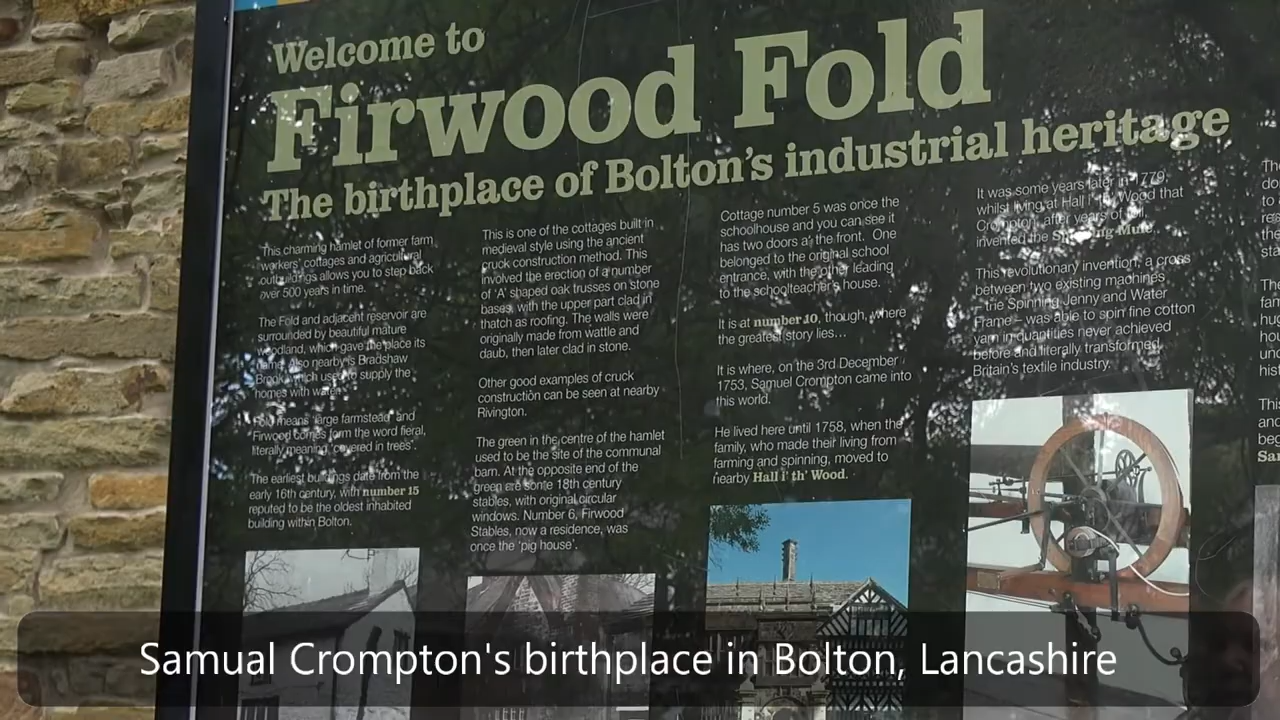 Welcome to
Firwood Fold
The birthplace of Bolton's industrial heritage
This charming hamlet of former farm
workers' cottages and agricultural
outbuildings allows you to step back
over 500 years in time.
The Fold and adjacent reservoir are
surrounded by beautiful mature
woodland, which gave the place its
name. Also nearby's Bradshaw
Brook which used to supply the
homes with water.
'Fold' means 'large farmstead' and
Firwood comes form the word fieral,
literally meaning 'covered in trees'.
The earliest buildings date from the
early 16th century, with number 15
reputed to be the oldest inhabited
building within Bolton.
This is one of the cottages built in
medieval style using the ancient
cruck construction method. This
involved the erection of a number
of 'A' shaped oak trusses on stone
bases, with the upper part clad in
thatch as roofing. The walls were
originally made from wattle and
daub, then later clad in stone.
Other good examples of cruck
construction can be seen at nearby
Rivington.
The green in the centre of the hamlet
used to be the site of the communal
barn. At the opposite end of the
green are some 18th century
stables, with original circular
windows. Number 6, Firwood
Stables, now a residence, was
once the 'pig house'.
Cottage number 5 was once the
schoolhouse and you can see it
has two doors at the front. One
belonged to the original school
entrance, with the other leading
to the schoolteacher's house.
It is at number 10, though, where
the greatest story lies...
It is where, on the 3rd December
1753, Samuel Crompton came into
this world.
He lived here until 1758, when the
family, who made their living from
farming and spinning, moved to
nearby Hall i' th' Wood.
It was some years later in 1779,
whilst living at Hall i' th' Wood that
Crompton, after years of toil,
invented the Spinning Mule.
This revolutionary invention, a cross
between two existing machines
– the Spinning Jenny and Water
Frame – was able to spin fine cotton
yarn in quantities never achieved
before and literally transformed
Britain's textile industry.
Samual Crompton's birthplace in Bolton, Lancashire